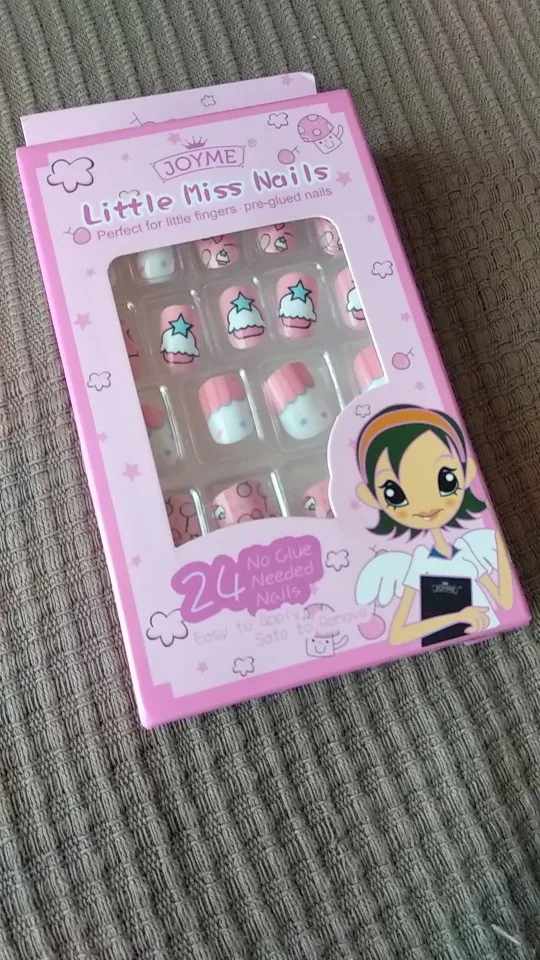 JOYME®
Little Miss Nails
Perfect for little fingers pre-glued nails
24 No Glue
Needed
Nails
Easy to Apply
Safe to Remove
JOYME